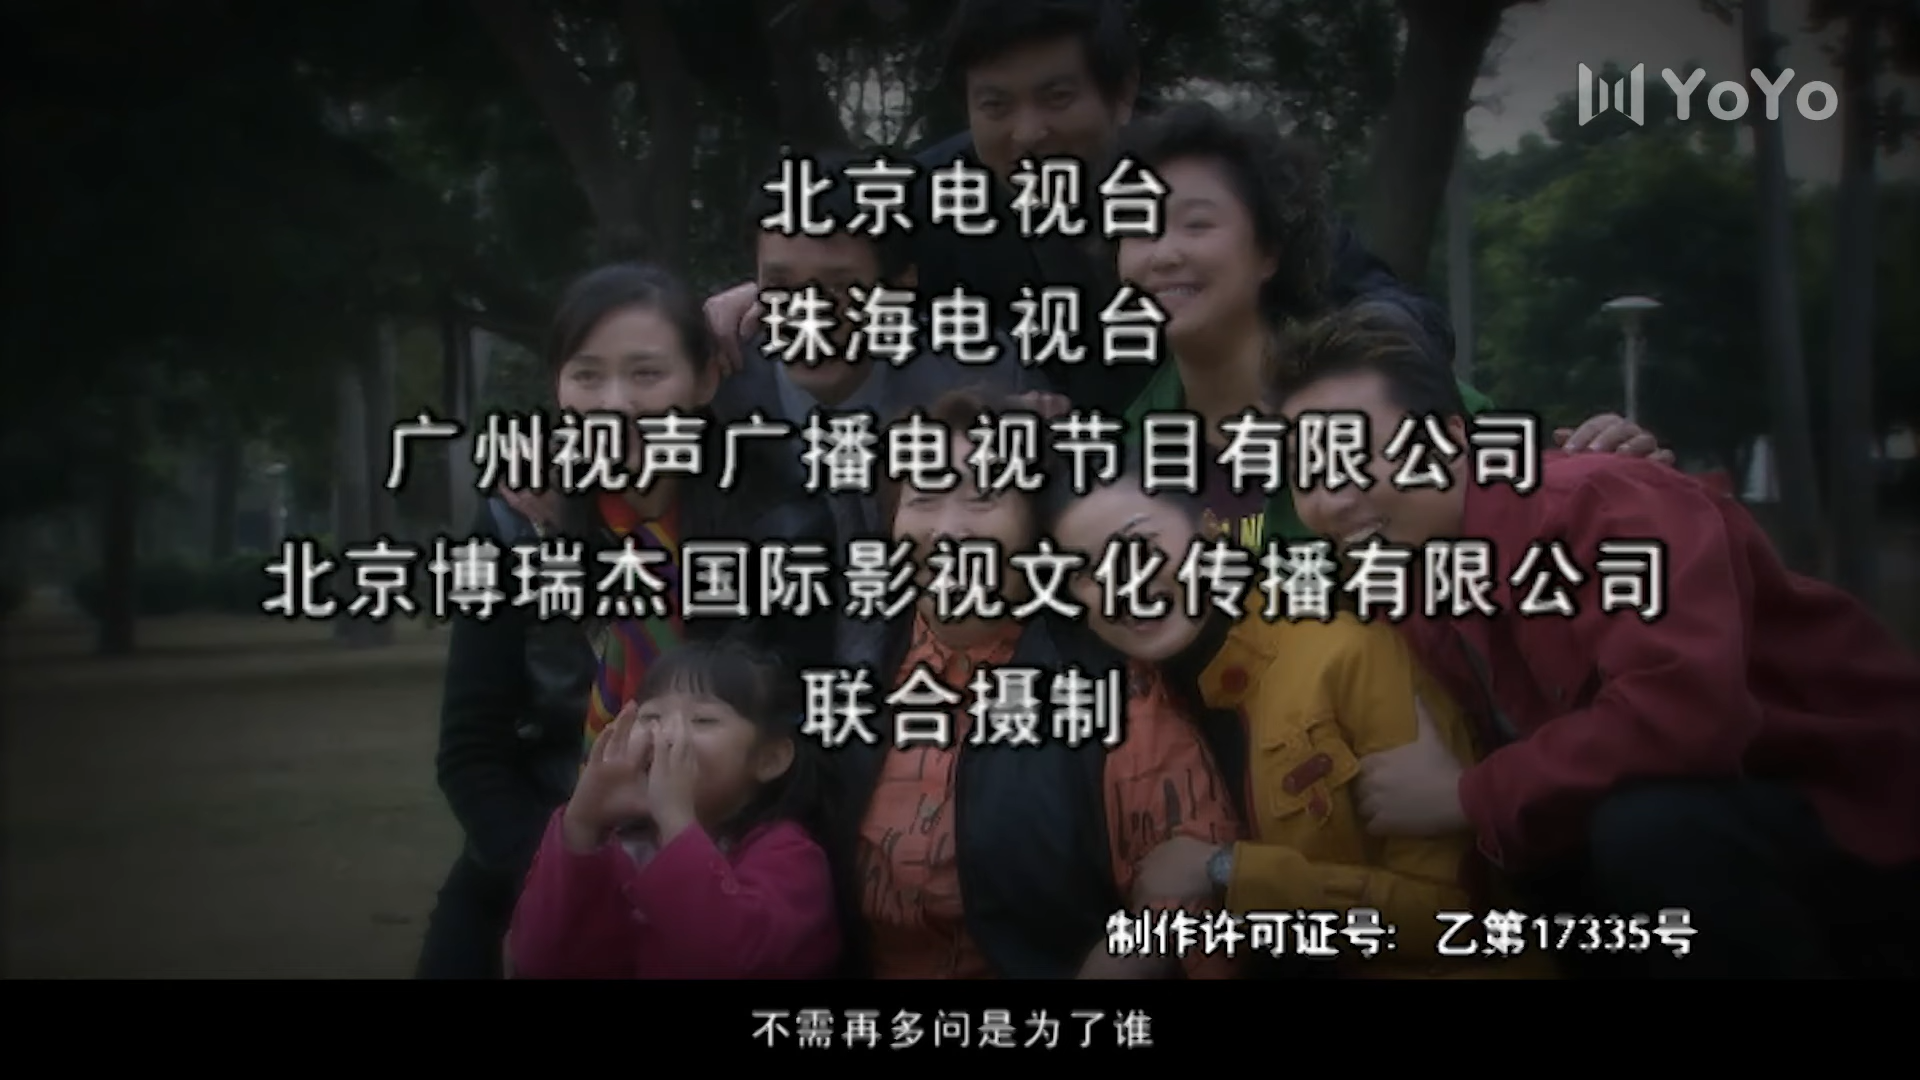 YoYo
北京电视台
珠海电视台
广州视声广播电视节目有限公司
北京博瑞杰国际影视文化传播有限公司
联合摄制
制作许可证号: 乙第17335号
不需再多问是为了谁